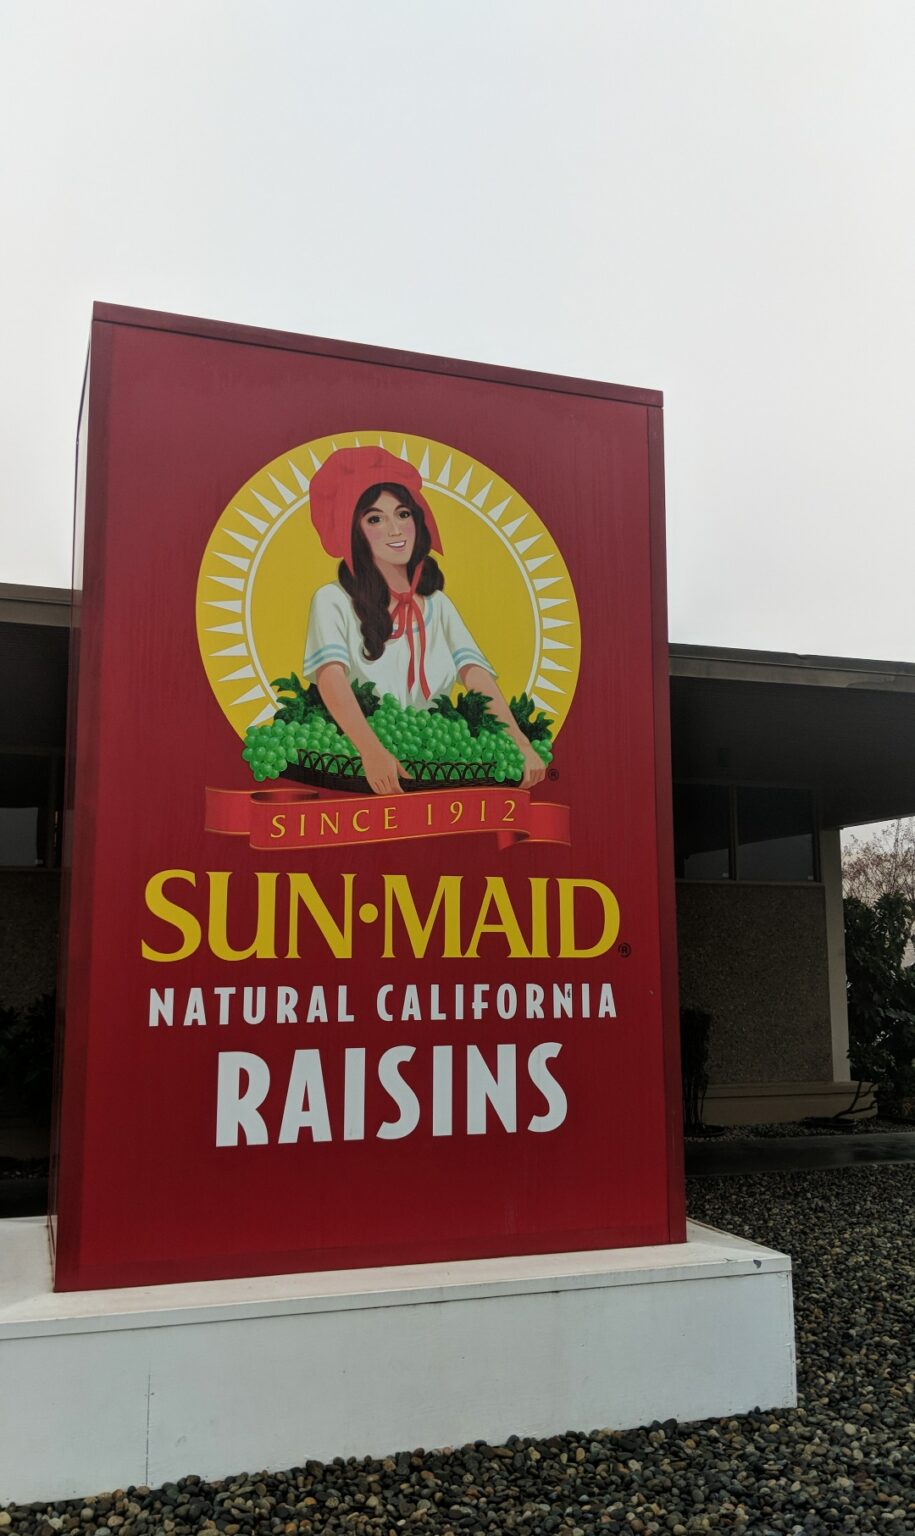 ®
SINCE 1912
SUN·MAID®
NATURAL CALIFORNIA
RAISINS